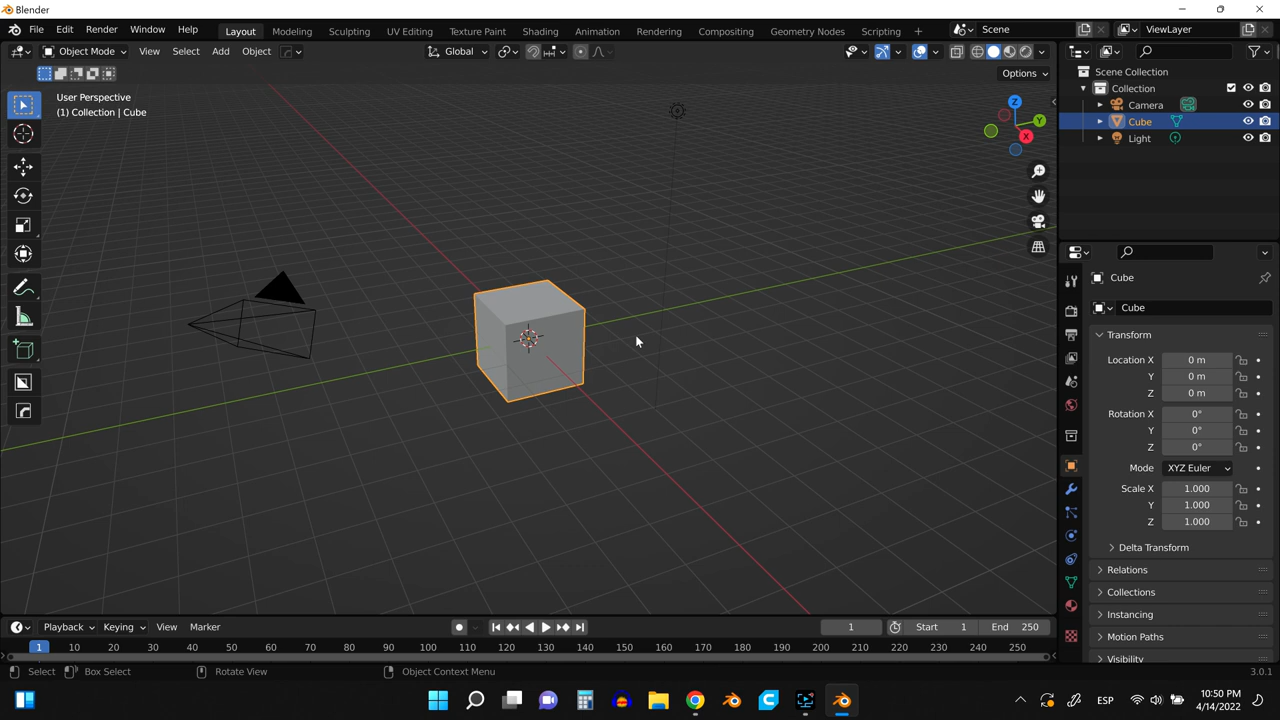 Blender
File Edit Render Window Help Layout Modeling Sculpting UV Editing Texture Paint Shading Animation Rendering Compositing Geometry Nodes Scripting + Scene ViewLayer
Object Mode View Select Add Object Global
Options
User Perspective
(1) Collection | Cube
Z
Y
X
Scene Collection
Collection
Camera
Cube
Light
Cube
Cube
Transform
Location X 0 m
Y 0 m
Z 0 m
Rotation X 0°
Y 0°
Z 0°
Mode XYZ Euler
Scale X 1.000
Y 1.000
Z 1.000
Delta Transform
Relations
Collections
Instancing
Motion Paths
Visibility
Playback Keying View Marker 1 Start 1 End 250
1 10 20 30 40 50 60 70 80 90 100 110 120 130 140 150 160 170 180 190 200 210 220 230 240 250
Select Box Select Rotate View Object Context Menu 3.0.1
ESP 10:50 PM
4/14/2022